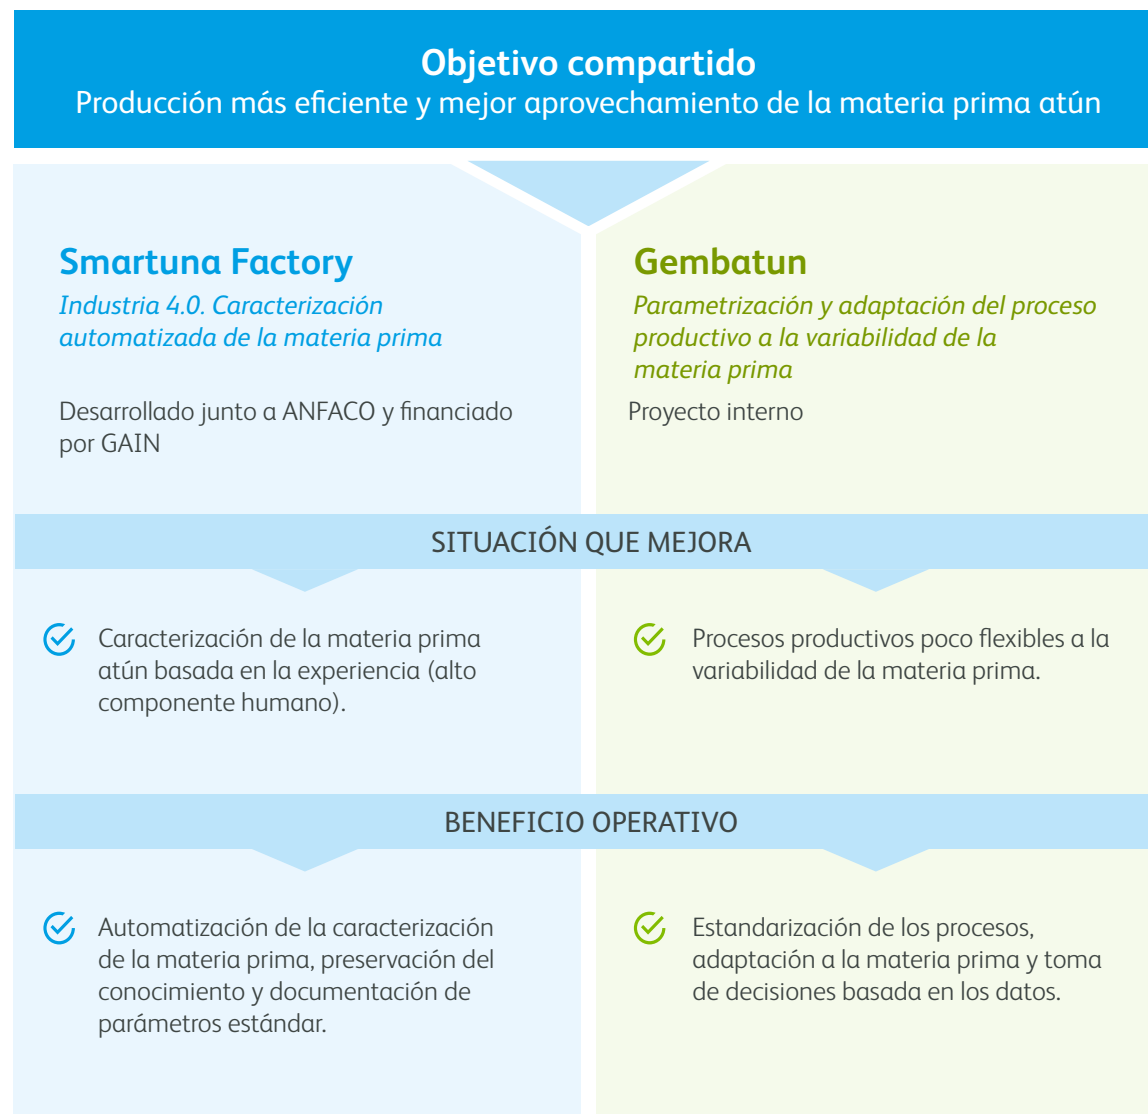 Objetivo compartido
Producción más eficiente y mejor aprovechamiento de la materia prima atún
Smartuna Factory
Industria 4.0. Caracterización
automatizada de la materia prima
Desarrollado junto a ANFACO y financiado
por GAIN
Gembatun
Parametrización y adaptación del proceso
productivo a la variabilidad de la
materia prima
Proyecto interno
SITUACIÓN QUE MEJORA
Caracterización de la materia prima
atún basada en la experiencia (alto
componente humano).
Procesos productivos poco flexibles a la
variabilidad de la materia prima.
BENEFICIO OPERATIVO
Automatización de la caracterización
de la materia prima, preservación del
conocimiento y documentación de
parámetros estándar.
Estandarización de los procesos,
adaptación a la materia prima y toma
de decisiones basada en los datos.